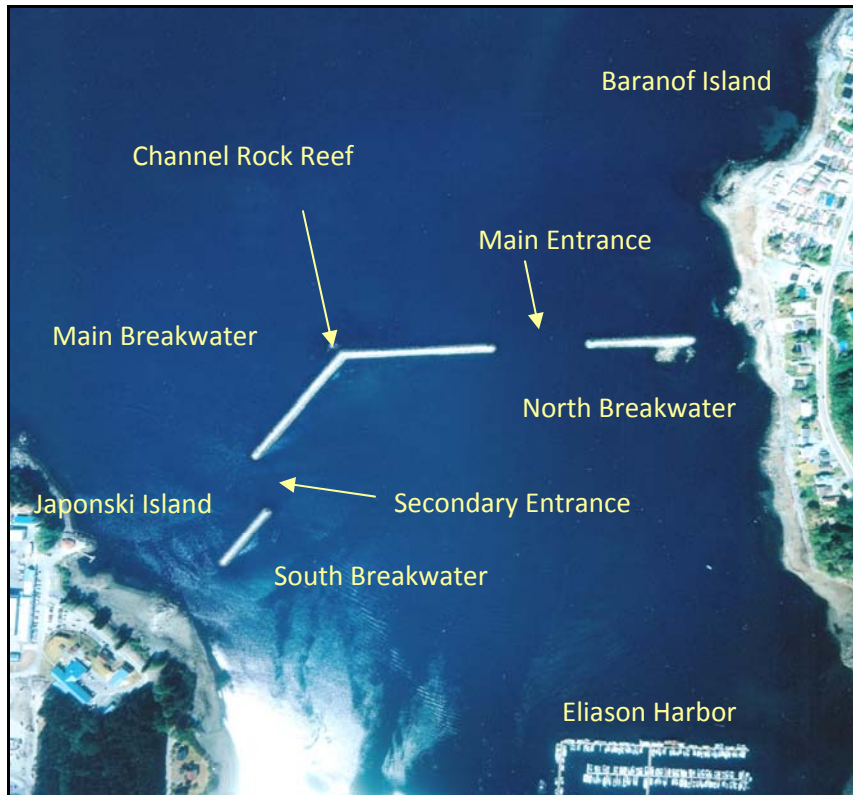 Baranof Island
Channel Rock Reef
Main Entrance
Main Breakwater
North Breakwater
Japonski Island
Secondary Entrance
South Breakwater
Eliason Harbor